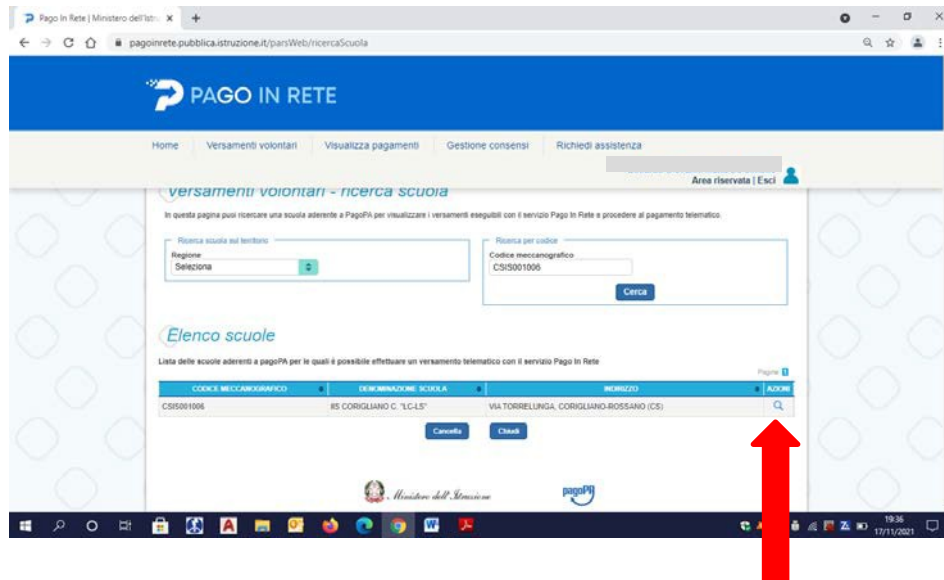 Pago In Rete | Ministero dell'Istru
pagoinrete.pubblica.istruzione.it/parsWeb/ricercaScuola
PAGO IN RETE
Home Versamenti volontari Visualizza pagamenti Gestione consensi Richiedi assistenza
Area riservata | Esci
Versamenti volontari - ricerca scuola
In questa pagina puoi ricercare una scuola aderente a PagoPA per visualizzare i versamenti eseguibili con il servizio Pago In Rete e procedere al pagamento telematico.
Ricerca scuola sul territorio
Regione
Seleziona
Ricerca per codice
Codice meccanografico
CSIS001006
Cerca
Elenco scuole
Lista delle scuole aderenti a pagoPA per le quali è possibile effettuare un versamento telematico con il servizio Pago In Rete
Pagine 1
CODICE MECCANOGRAFICO DENOMINAZIONE SCUOLA INDIRIZZO AZIONI
CSIS001006 IIS CORIGLIANO C. "LC-LS" VIA TORRELUNGA, CORIGLIANO-ROSSANO (CS)
Cancella Chiudi
Ministero dell'Istruzione
pagoPA
19:36
17/11/2021